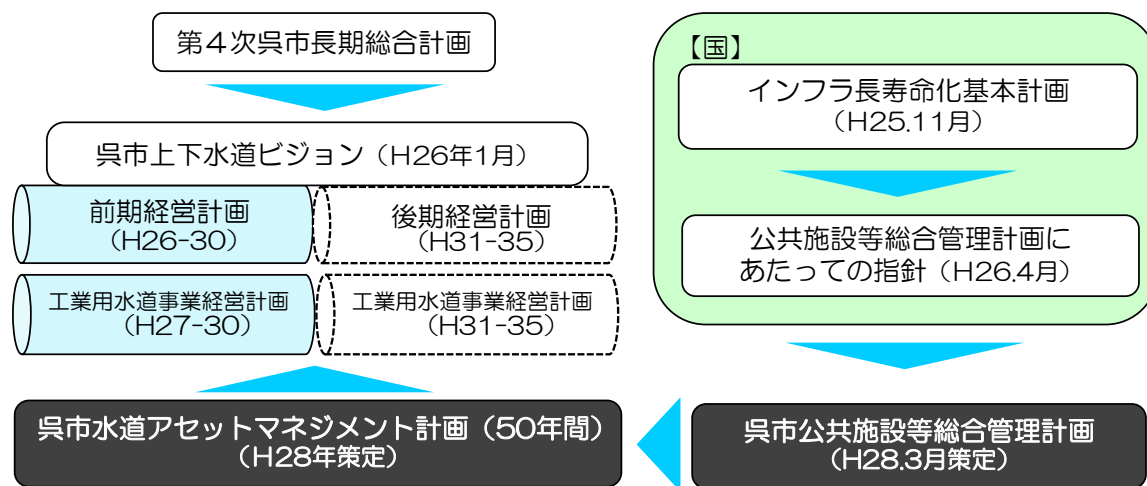 第４次呉市長期総合計画
呉市上下水道ビジョン（H26年1月）
前期経営計画
（H26-30）
後期経営計画
（H31-35）
工業用水道事業経営計画
（H27-30）
工業用水道事業経営計画
（H31-35）
呉市水道アセットマネジメント計画（50年間）
（H28年策定）
【国】
インフラ長寿命化基本計画
（H25.11月）
公共施設等総合管理計画に
あたっての指針（H26.4月）
呉市公共施設等総合管理計画
（H28.3月策定）